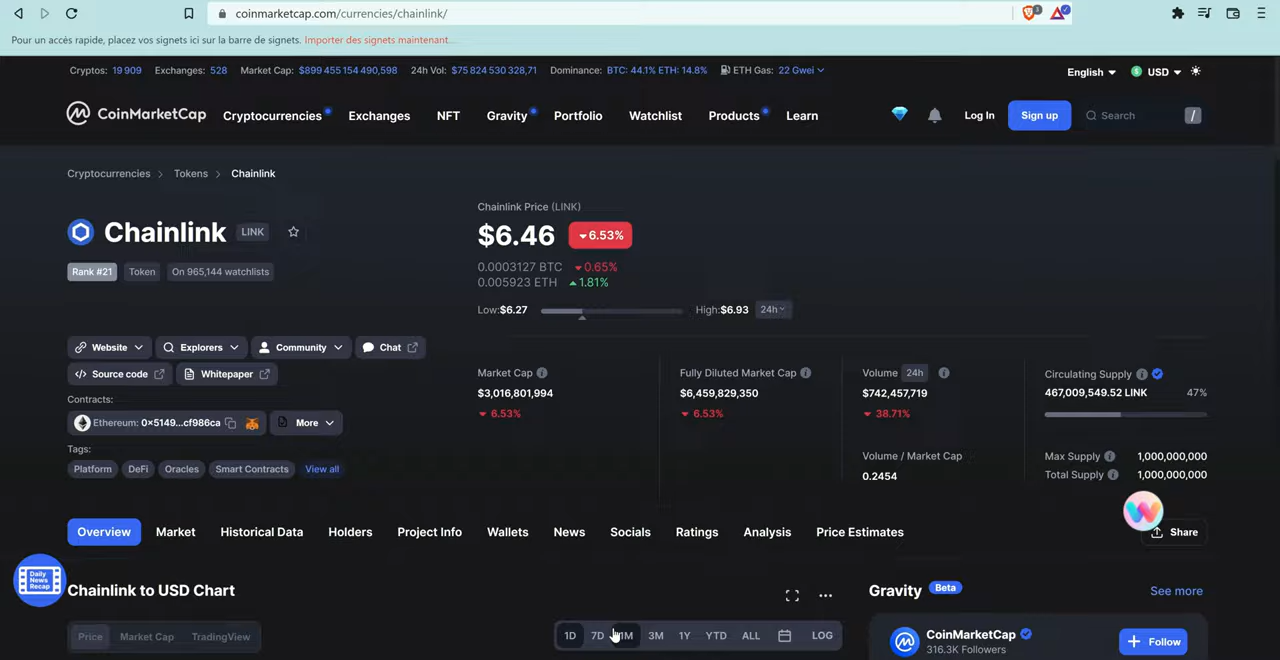 coinmarketcap.com/currencies/chainlink/
Pour un accès rapide, placez vos signets ici sur la barre de signets. Importer des signets maintenant...
Cryptos: 19 909 Exchanges: 528 Market Cap: $899 455 154 490,598 24h Vol: $75 824 530 328,71 Dominance: BTC: 44.1% ETH: 14.8% ETH Gas: 22 Gwei
English USD
CoinMarketCap Cryptocurrencies Exchanges NFT Gravity Portfolio Watchlist Products Learn Log In Sign up Search /
Cryptocurrencies > Tokens > Chainlink
Chainlink Price (LINK)
Chainlink LINK $6.46 6.53%
Rank #21 Token On 965,144 watchlists
0.0003127 BTC 0.65%
0.005923 ETH 1.81%
Low:$6.27 High:$6.93 24h
Website Explorers Community Chat
Source code Whitepaper
Contracts:
Ethereum: 0x5149...cf986ca More
Tags:
Platform DeFi Oracles Smart Contracts View all
Market Cap
$3,016,801,994
6.53%
Fully Diluted Market Cap
$6,459,829,350
6.53%
Volume 24h
$742,457,719
38.71%
Volume / Market Cap
0.2454
Circulating Supply
467,009,549.52 LINK 47%
Max Supply 1,000,000,000
Total Supply 1,000,000,000
Overview Market Historical Data Holders Project Info Wallets News Socials Ratings Analysis Price Estimates Share
Daily
News
Recap
Chainlink to USD Chart
Price Market Cap TradingView 1D 7D 1M 3M 1Y YTD ALL LOG
Gravity Beta See more
CoinMarketCap
316.3K Followers
+ Follow